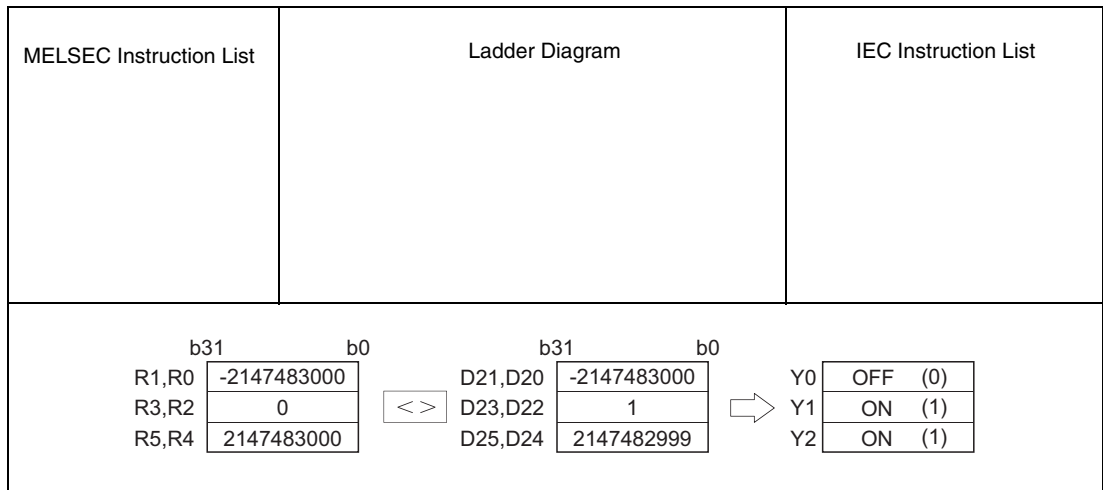 MELSEC Instruction List Ladder Diagram IEC Instruction List
b31 b0 b31 b0
R1,R0 -2147483000 D21,D20 -2147483000 Y0 OFF (0)
R3,R2 0 < > D23,D22 1 Y1 ON (1)
R5,R4 2147483000 D25,D24 2147482999 Y2 ON (1)